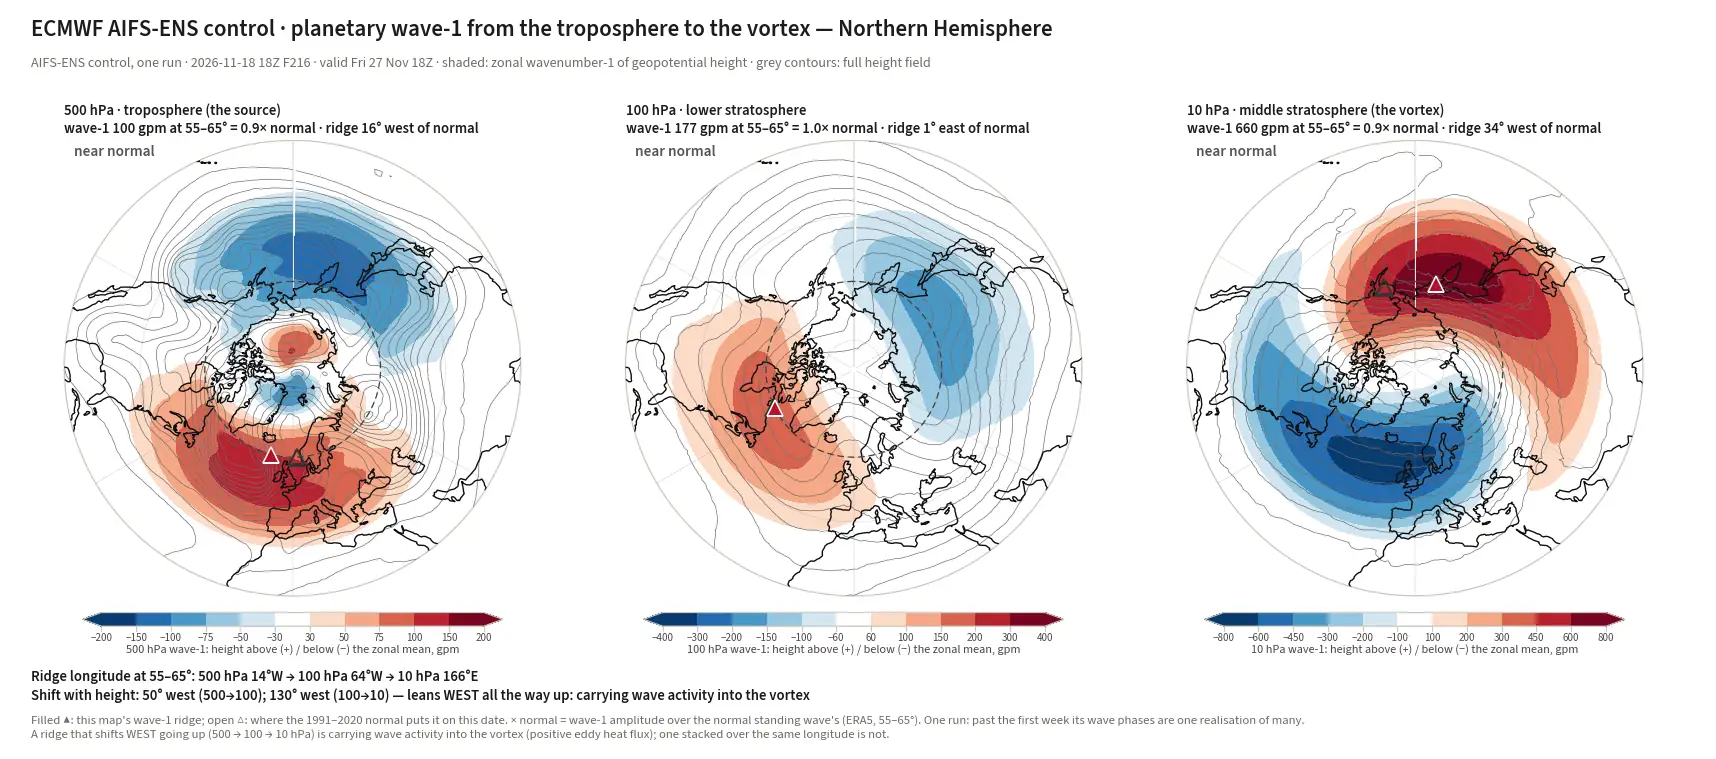 ECMWF AIFS-ENS control · planetary wave-1 from the troposphere to the vortex — Northern Hemisphere
AIFS-ENS control, one run · 2026-11-18 18Z F216 · valid Fri 27 Nov 18Z · shaded: zonal wavenumber-1 of geopotential height · grey contours: full height field
500 hPa · troposphere (the source)
wave-1 100 gpm at 55–65° = 0.9× normal · ridge 16° west of normal
near normal
100 hPa · lower stratosphere
wave-1 177 gpm at 55–65° = 1.0× normal · ridge 1° east of normal
near normal
10 hPa · middle stratosphere (the vortex)
wave-1 660 gpm at 55–65° = 0.9× normal · ridge 34° west of normal
near normal
−200 −150 −100 −75 −50 −30 30 50 75 100 150 200
500 hPa wave-1: height above (+) / below (−) the zonal mean, gpm
−400 −300 −200 −150 −100 −60 60 100 150 200 300 400
100 hPa wave-1: height above (+) / below (−) the zonal mean, gpm
−800 −600 −450 −300 −200 −100 100 200 300 450 600 800
10 hPa wave-1: height above (+) / below (−) the zonal mean, gpm
Ridge longitude at 55–65°: 500 hPa 14°W → 100 hPa 64°W → 10 hPa 166°E
Shift with height: 50° west (500→100); 130° west (100→10) — leans WEST all the way up: carrying wave activity into the vortex
Filled ▲: this map's wave-1 ridge; open △: where the 1991–2020 normal puts it on this date. × normal = wave-1 amplitude over the normal standing wave's (ERA5, 55–65°). One run: past the first week its wave phases are one realisation of many.
A ridge that shifts WEST going up (500 → 100 → 10 hPa) is carrying wave activity into the vortex (positive eddy heat flux); one stacked over the same longitude is not.